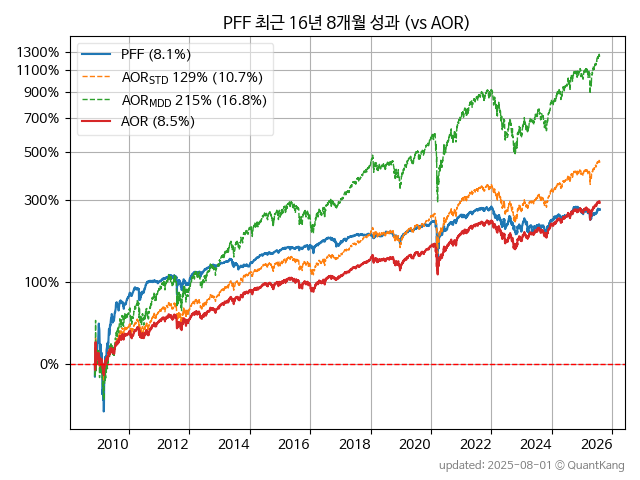 PFF 최근 16년 8개월 성과 (vs AOR)
PFF (8.1%)
AOR_STD 129% (10.7%)
AOR_MDD 215% (16.8%)
AOR (8.5%)
1300%
1100%
900%
700%
500%
300%
100%
0%
2010 2012 2014 2016 2018 2020 2022 2024 2026
updated: 2025-08-01 © QuantKang